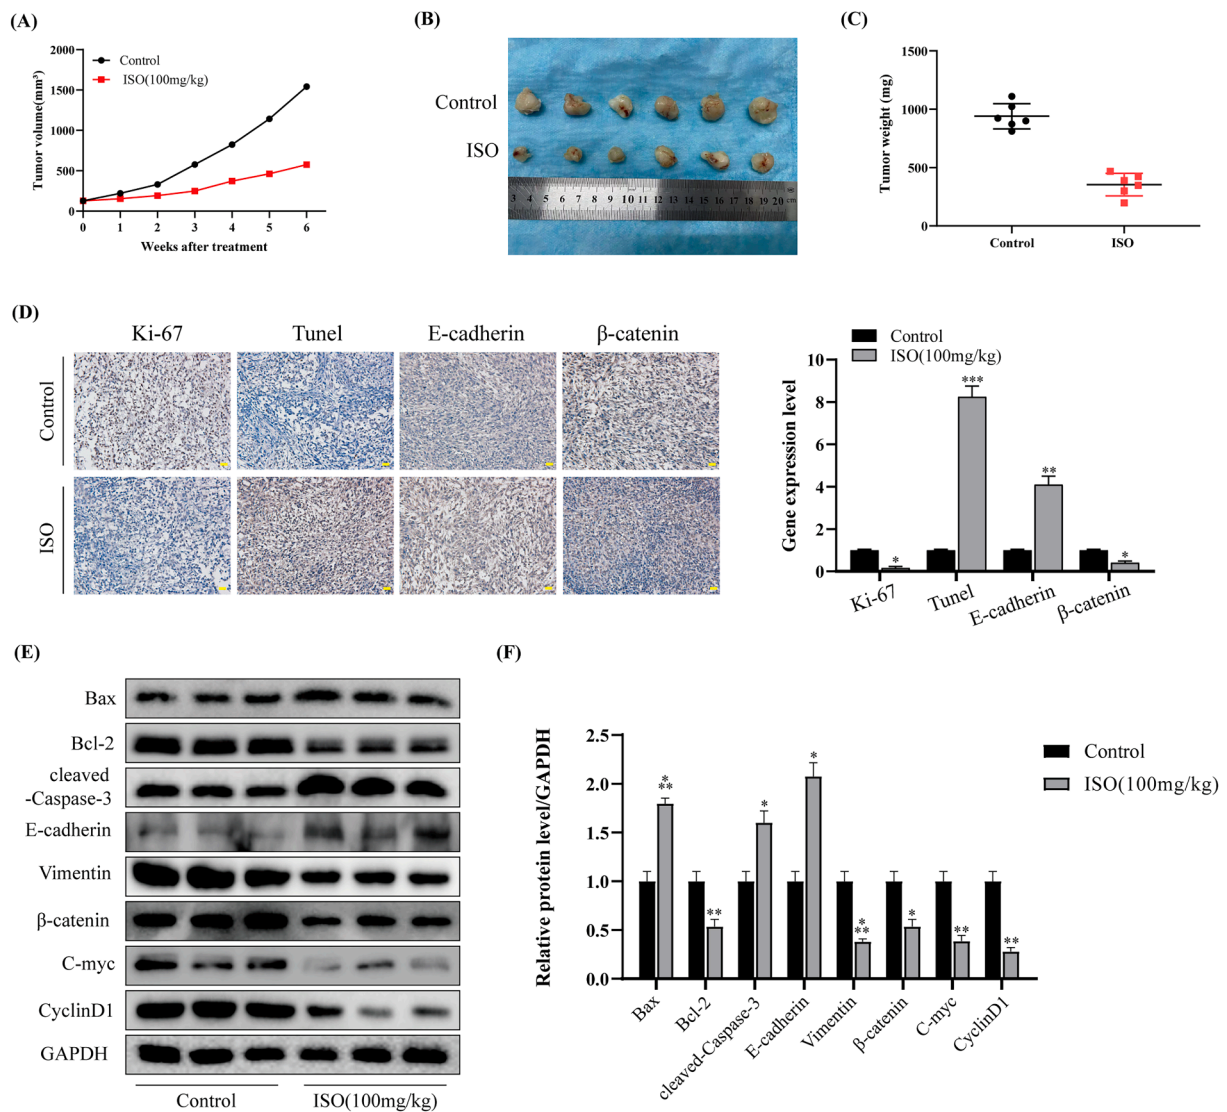 (A)
2000
1500
1000
500
0
Tumor volume(mm³)
Control
ISO(100mg/kg)
0 1 2 3 4 5 6
Weeks after treatment
(B)
Control
ISO
3 4 5 6 7 8 9 10 11 12 13 14 15 16 17 18 19 20 cm
(C)
1500
1000
500
0
Tumor weight (mg)
Control ISO
(D)
Ki-67 Tunel E-cadherin β-catenin
Control
ISO
Control
ISO(100mg/kg)
10
8
6
4
2
0
Gene expression level
* *** ** *
Ki-67 Tunel E-cadherin β-catenin
(E)
Bax
Bcl-2
cleaved
-Caspase-3
E-cadherin
Vimentin
β-catenin
C-myc
CyclinD1
GAPDH
Control ISO(100mg/kg)
(F)
2.5
2.0
1.5
1.0
0.5
0.0
Relative protein level/GAPDH
Control
ISO(100mg/kg)
*
** ** * * *
** * ** **
Bax Bcl-2 cleaved-Caspase-3 E-cadherin Vimentin β-catenin C-myc CyclinD1